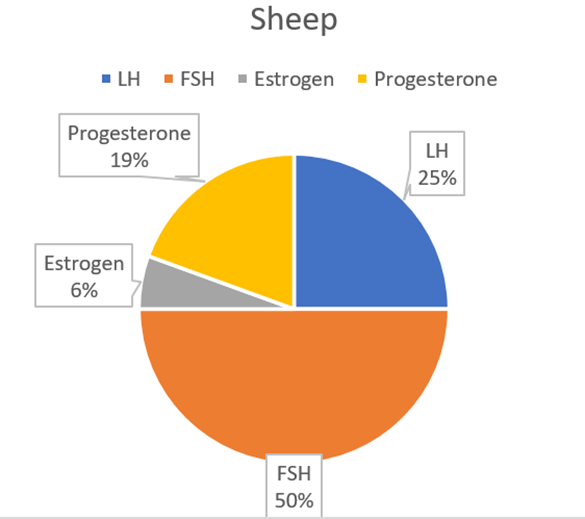 Sheep
LH FSH Estrogen Progesterone
Progesterone
19%
LH
25%
Estrogen
6%
FSH
50%